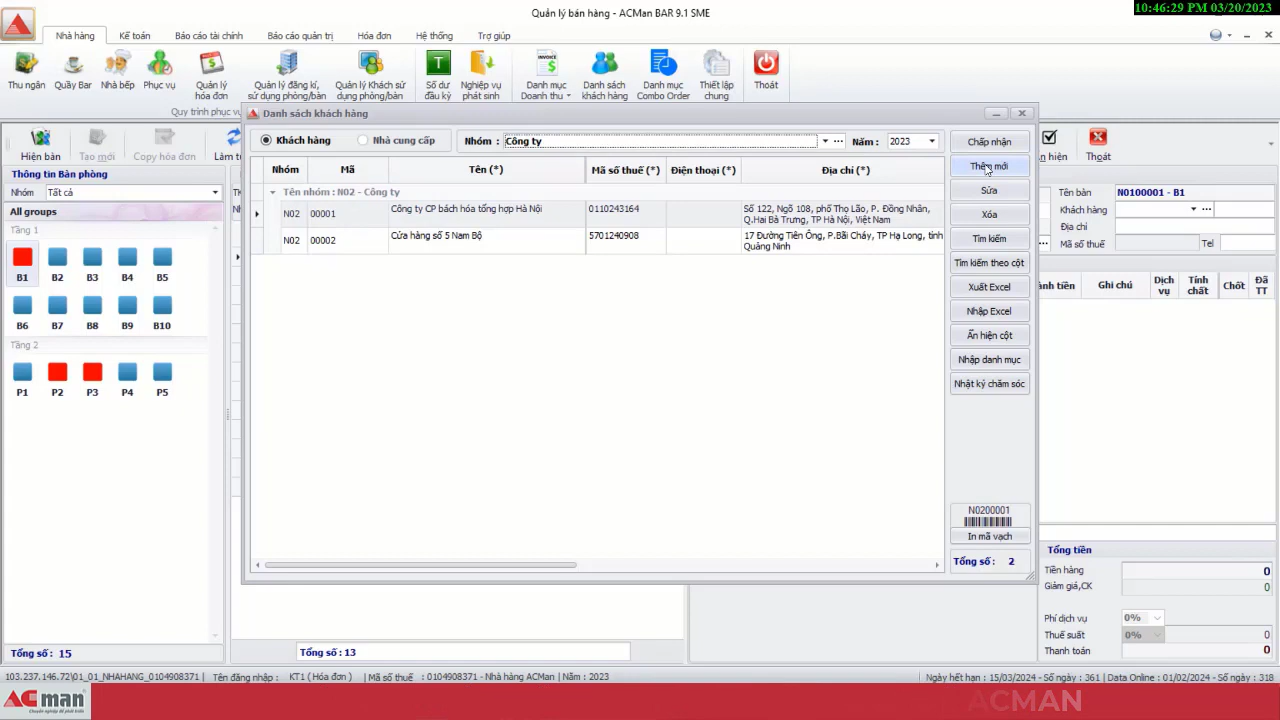 10:46:29 PM 03/20/2023
Quản lý bán hàng - ACMan BAR 9.1 SME
Nhà hàng Kế toán Báo cáo tài chính Báo cáo quản trị Hóa đơn Hệ thống Trợ giúp
Thu ngân Quầy Bar Nhà bếp Phục vụ Quản lý hóa đơn Quản lý đăng kí, sử dụng phòng/bàn Quản lý Khách sử dụng phòng/bàn Số dư đầu kỳ Nghiệp vụ phát sinh Danh mục Doanh thu Danh sách khách hàng Danh mục Combo Order Thiết lập chung Thoát
Quy trình phục vụ
Hiện bàn Tạo mới Copy hóa đơn Thoát
Thông tin Bàn phòng
Nhóm Tất cả
All groups
Tầng 1
B1 B2 B3 B4 B5
B6 B7 B8 B9 B10
Tầng 2
P1 P2 P3 P4 P5
Tổng số : 15
Danh sách khách hàng
Khách hàng Nhà cung cấp Nhóm : Công ty Năm : 2023
Nhóm Mã Tên (*) Mã số thuế (*) Điện thoại (*) Địa chỉ (*)
Tên nhóm : N02 - Công ty
N02 00001 Công ty CP bách hóa tổng hợp Hà Nội 0110243164 Số 122, Ngõ 108, phố Thọ Lão, P. Đồng Nhân, Q.Hai Bà Trưng, TP Hà Nội, Việt Nam
N02 00002 Cửa hàng số 5 Nam Bộ 5701240908 17 Đường Tiên Ông, P.Bãi Cháy, TP Hạ Long, tỉnh Quảng Ninh
Chấp nhận
Thêm mới
Sửa
Xóa
Tìm kiếm
Tìm kiếm theo cột
Xuất Excel
Nhập Excel
Ẩn hiện cột
Nhập danh mục
Nhật ký chăm sóc
N0200001
In mã vạch
Tổng số : 2
Tên bàn N0100001 - B1
Khách hàng
Địa chỉ
Mã số thuế Tel
Ghi chú Dịch vụ Tính chất Chốt Đã TT
Tổng tiền
Tiền hàng 0
Giảm giá,CK 0
Phí dịch vụ 0%
Thuế suất 0% 0
Thanh toán 0
Tổng số : 13
103.237.146.72\01_01_NHAHANG_0104908371 Tên đăng nhập : KT1 ( Hóa đơn ) Mã số thuế : 0104908371 - Nhà hàng ACMan Năm : 2023 Ngày hết hạn : 15/03/2024 - Số ngày : 361 Data Online : 01/02/2024 - Số ngày : 318
ACman
Chuyên nghiệp để phát triển
ACMAN